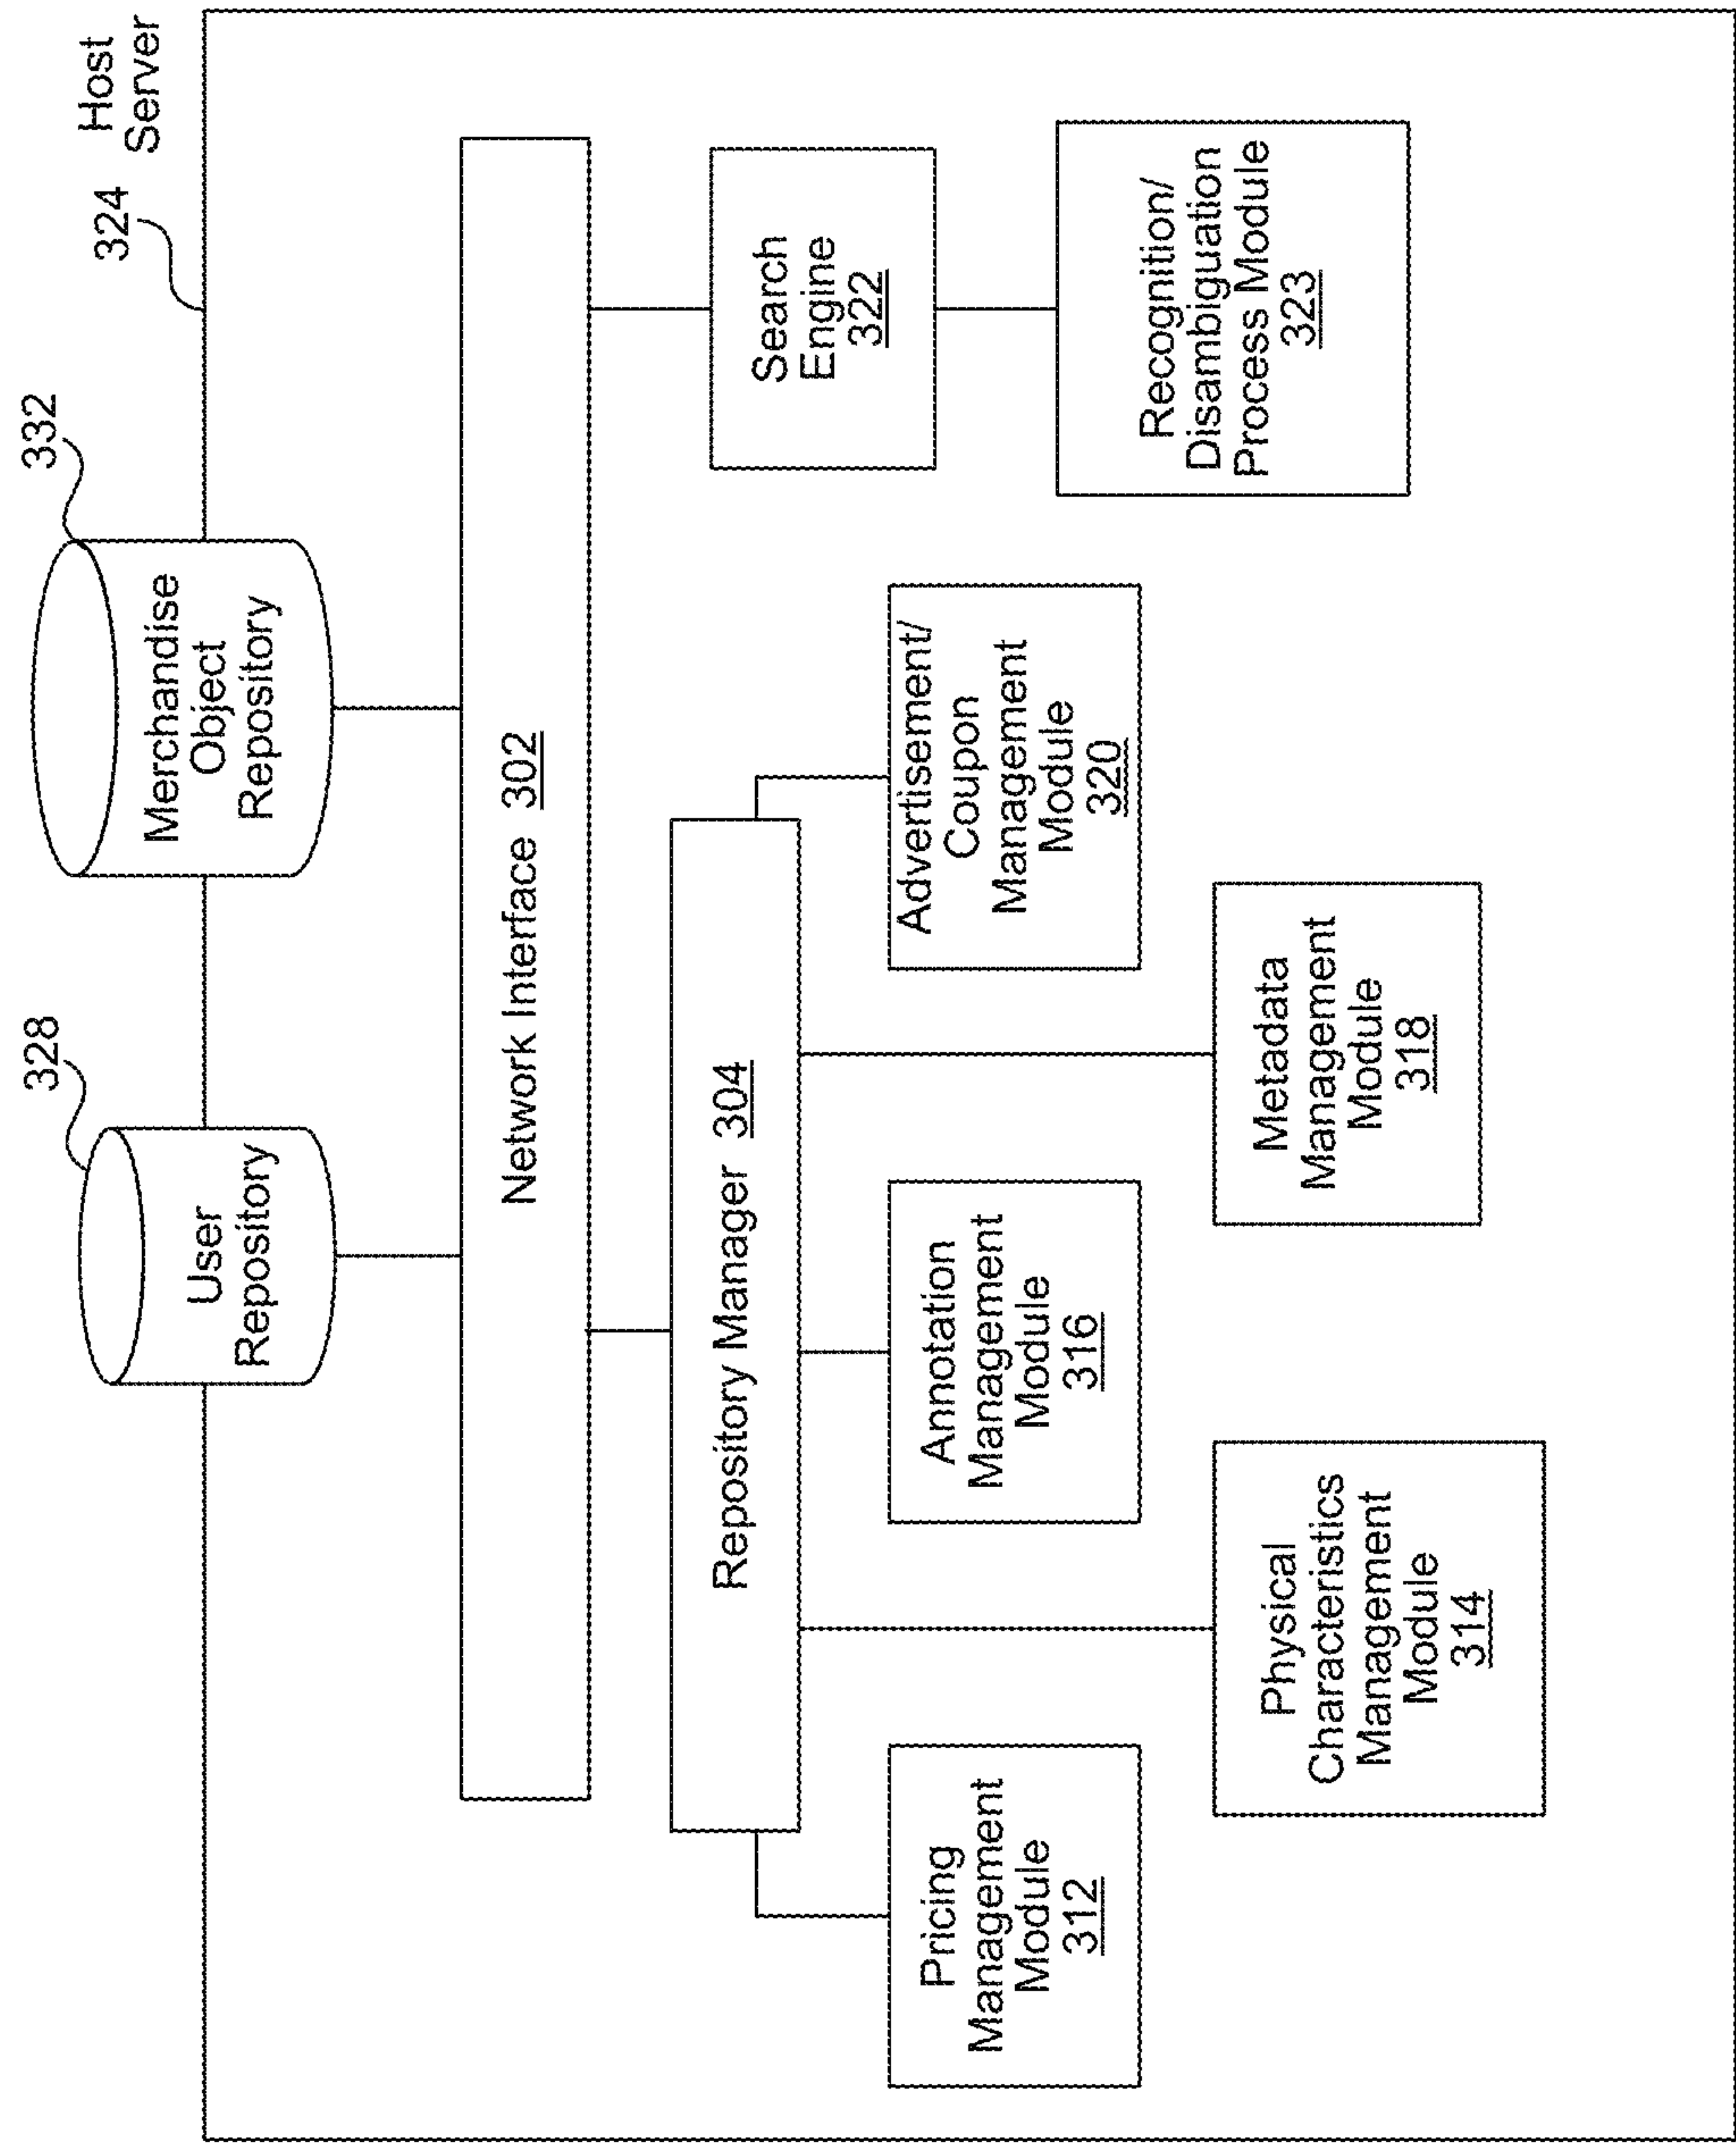 Host
Server
324
332
328
User
Repository
Merchandise
Object
Repository
Network Interface 302
Repository Manager 304
Search
Engine
322
Recognition/
Disambiguation
Process Module
323
Pricing
Management
Module
312
Physical
Characteristics
Management
Module
314
Annotation
Management
Module
316
Metadata
Management
Module
318
Advertisement/
Coupon
Management
Module
320